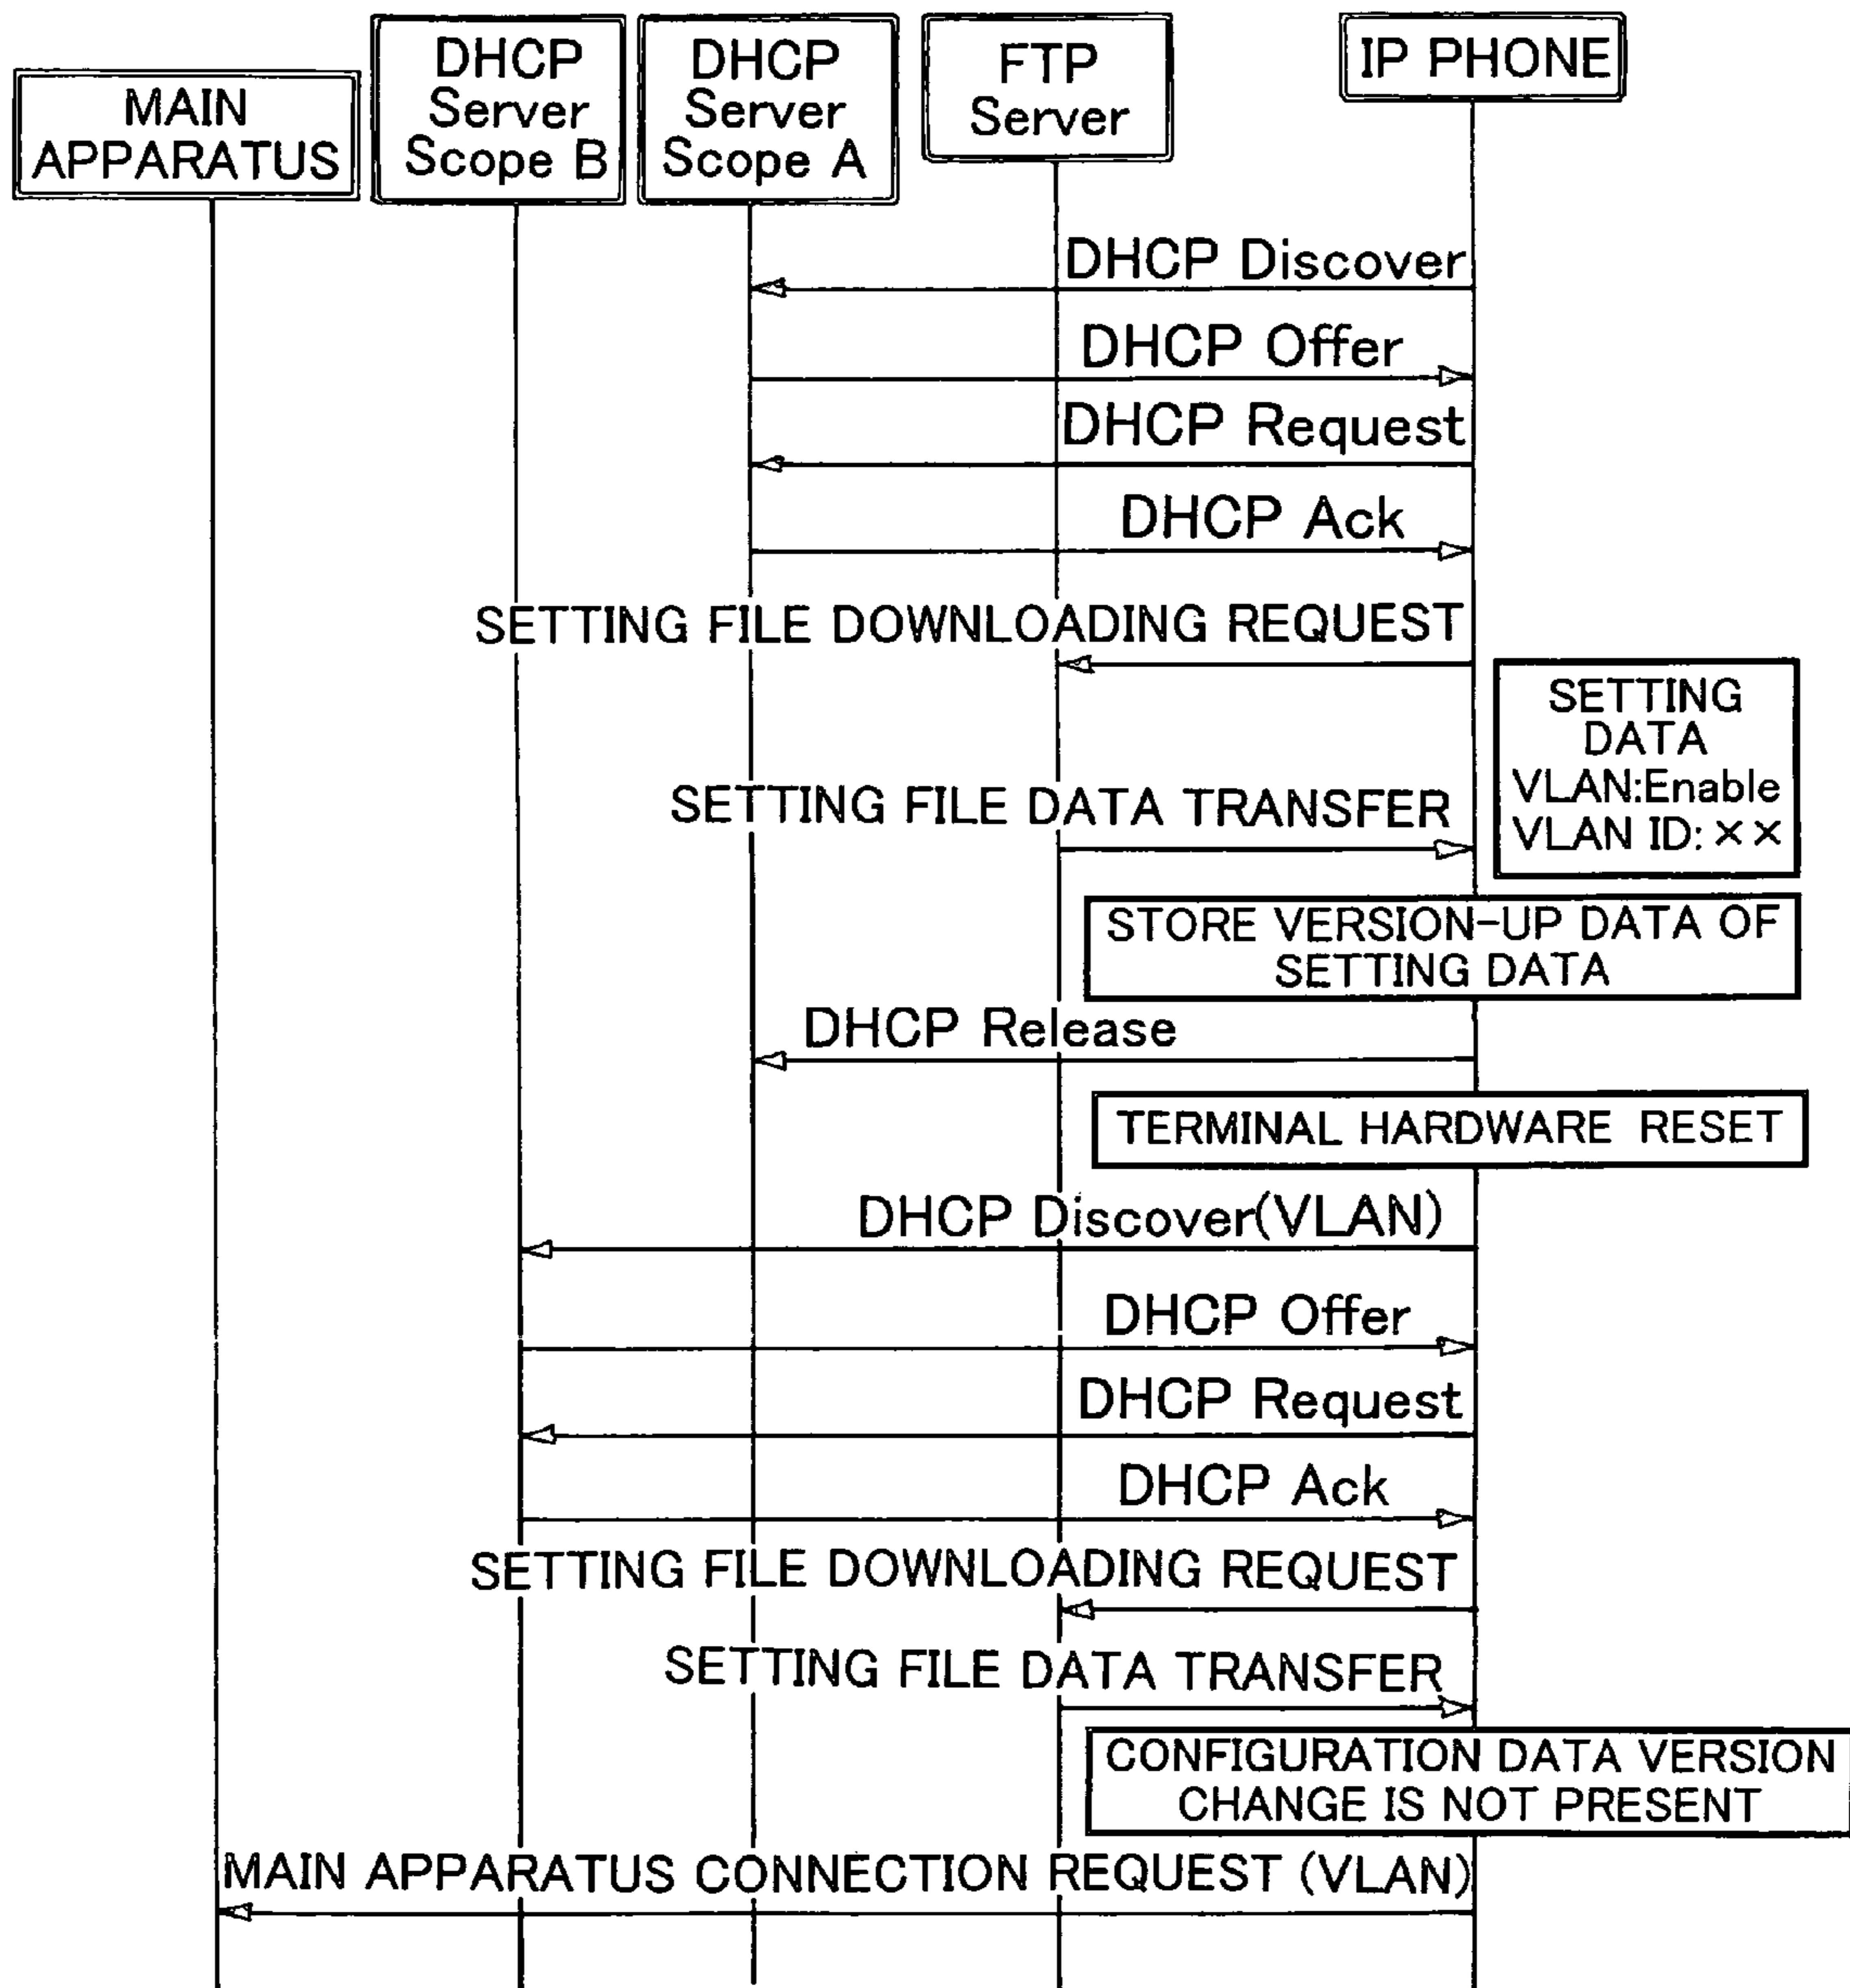 MAIN
APPARATUS
DHCP
Server
Scope B
DHCP
Server
Scope A
FTP
Server
IP PHONE
DHCP Discover
DHCP Offer
DHCP Request
DHCP Ack
SETTING FILE DOWNLOADING REQUEST
SETTING
DATA
VLAN:Enable
VLAN ID: ××
SETTING FILE DATA TRANSFER
STORE VERSION-UP DATA OF
SETTING DATA
DHCP Release
TERMINAL HARDWARE RESET
DHCP Discover(VLAN)
DHCP Offer
DHCP Request
DHCP Ack
SETTING FILE DOWNLOADING REQUEST
SETTING FILE DATA TRANSFER
CONFIGURATION DATA VERSION
CHANGE IS NOT PRESENT
MAIN APPARATUS CONNECTION REQUEST (VLAN)